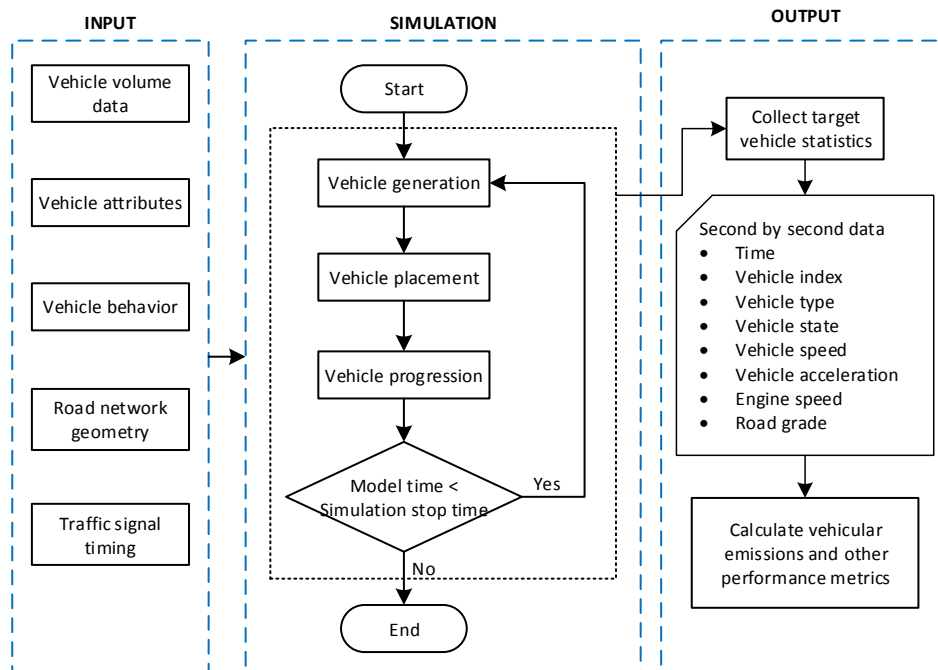 INPUT
Vehicle volume
data
Vehicle attributes
Vehicle behavior
Road network
geometry
Traffic signal
timing
SIMULATION
Start
Vehicle generation
Vehicle placement
Vehicle progression
Model time <
Simulation stop time
Yes
No
End
OUTPUT
Collect target
vehicle statistics
Second by second data
• Time
• Vehicle index
• Vehicle type
• Vehicle state
• Vehicle speed
• Vehicle acceleration
• Engine speed
• Road grade
Calculate vehicular
emissions and other
performance metrics